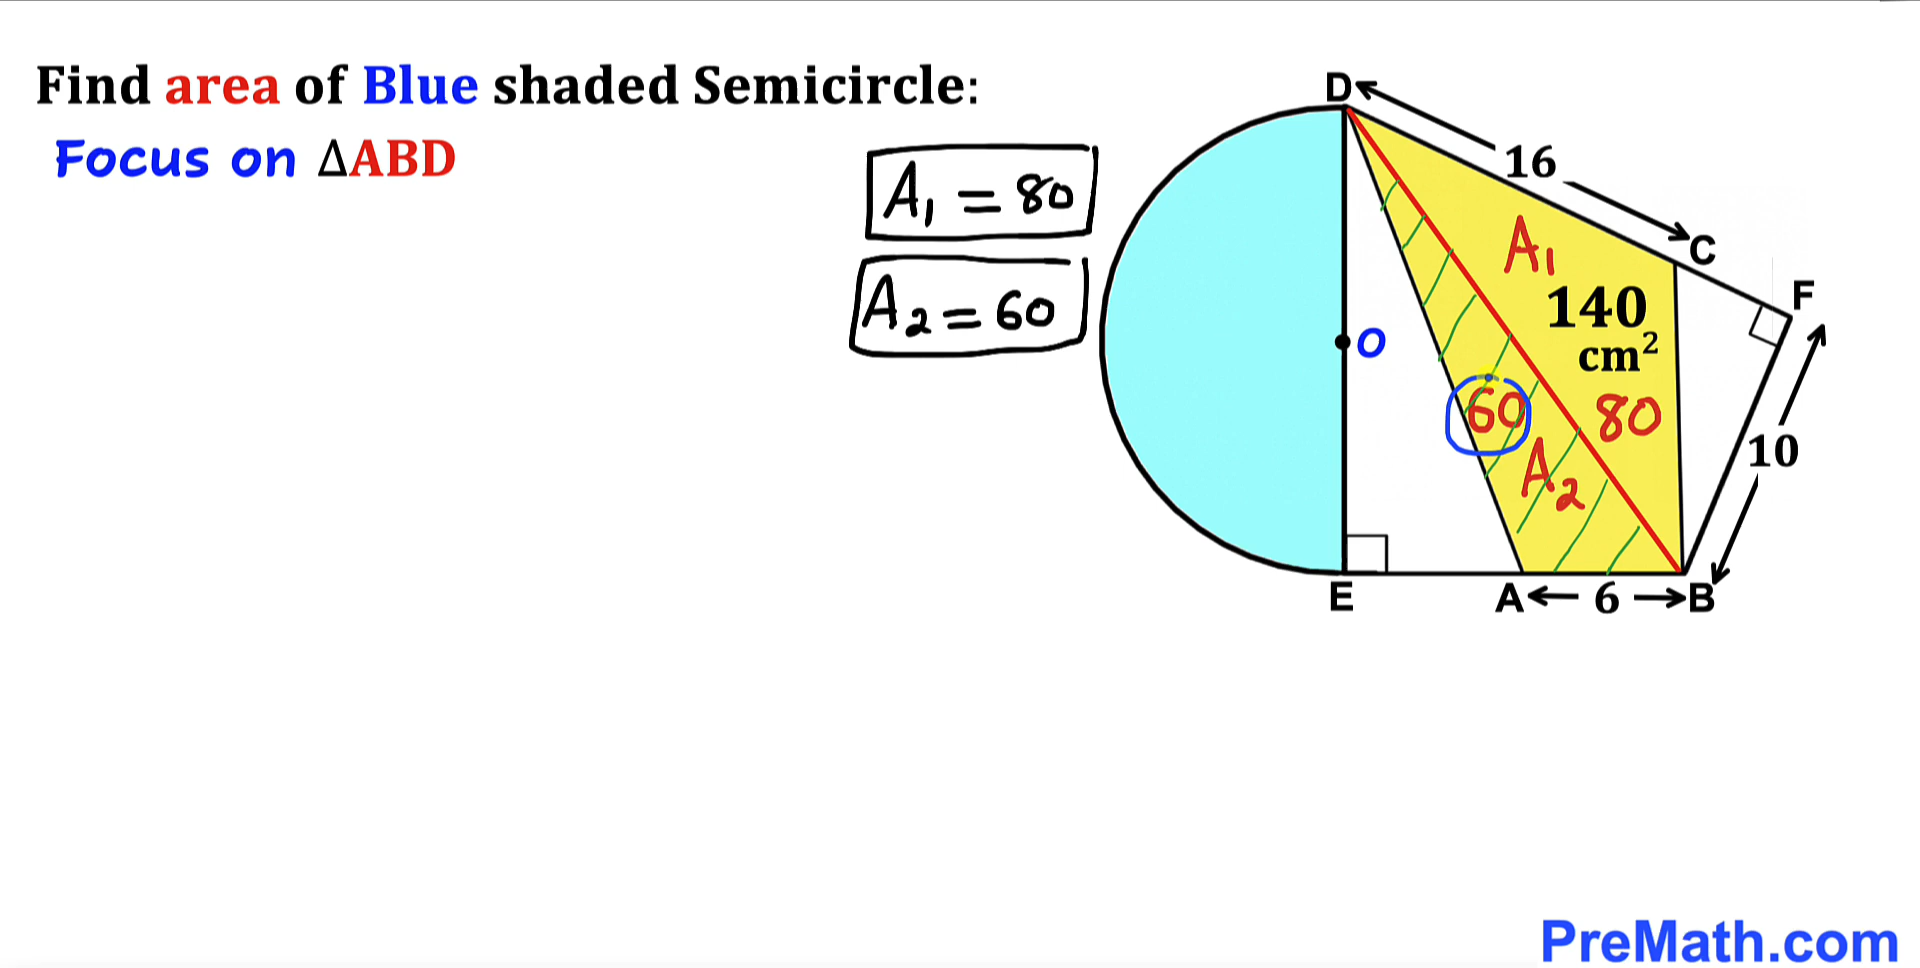 Find area of Blue shaded Semicircle:
Focus on ΔABD
A₁ = 80
A₂ = 60
D
16
C
A₁
140
cm²
F
O
60
80
A₂
10
E
A
6
B
PreMath.com